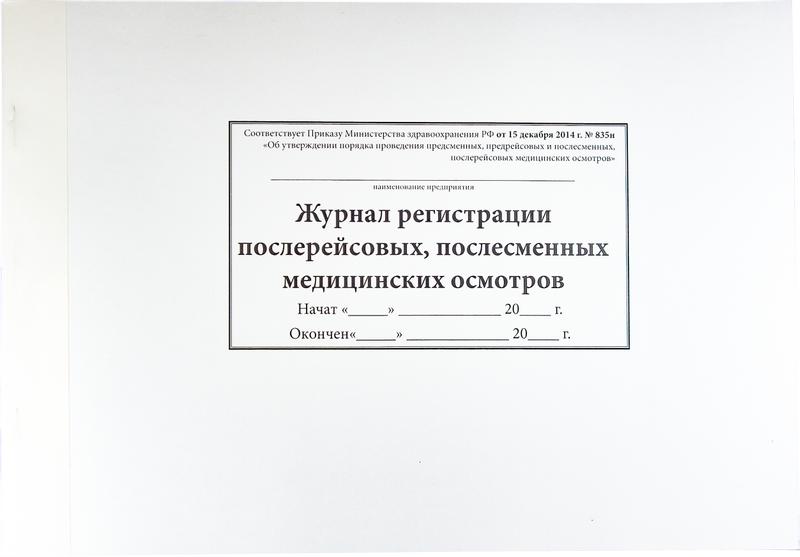 Соответствует Приказу Министерства здравоохранения РФ от 15 декабря 2014 г. № 835н
«Об утверждении порядка проведения предсменных, предрейсовых и послесменных,
послерейсовых медицинских осмотров»
наименование предприятия
Журнал регистрации
послерейсовых, послесменных
медицинских осмотров
Начат «_____» _____________ 20____ г.
Окончен«_____» _____________ 20____ г.